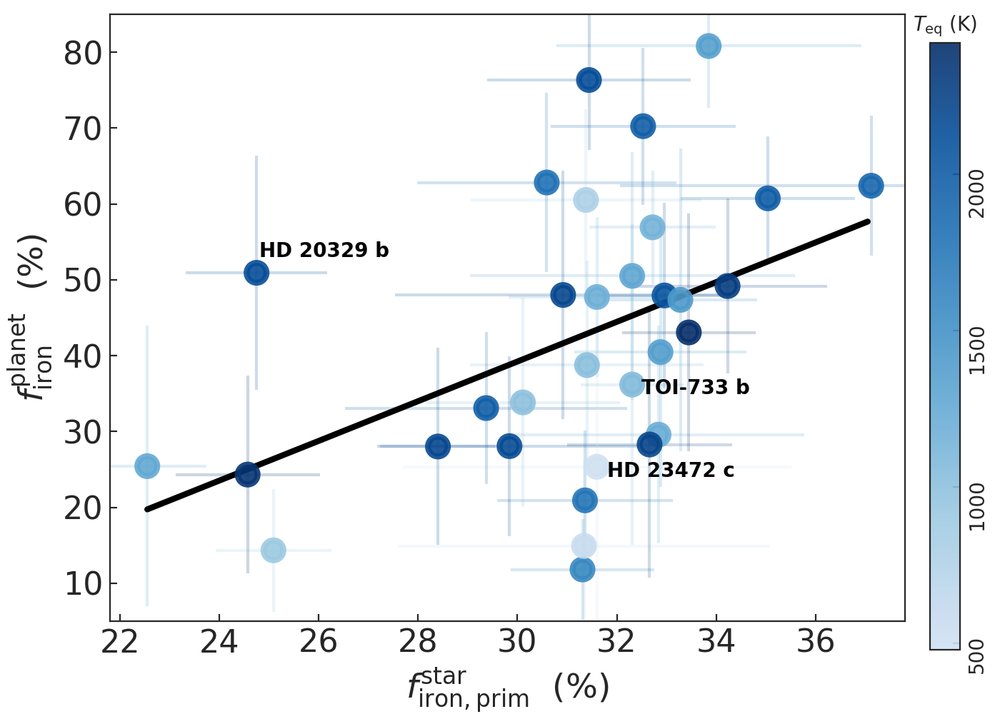 T_eq (K)
80
70
60
50
40
30
20
10
f_iron^planet (%)
HD 20329 b
TOI-733 b
HD 23472 c
22 24 26 28 30 32 34 36
f_iron, prim^star (%)
2000
1500
1000
500